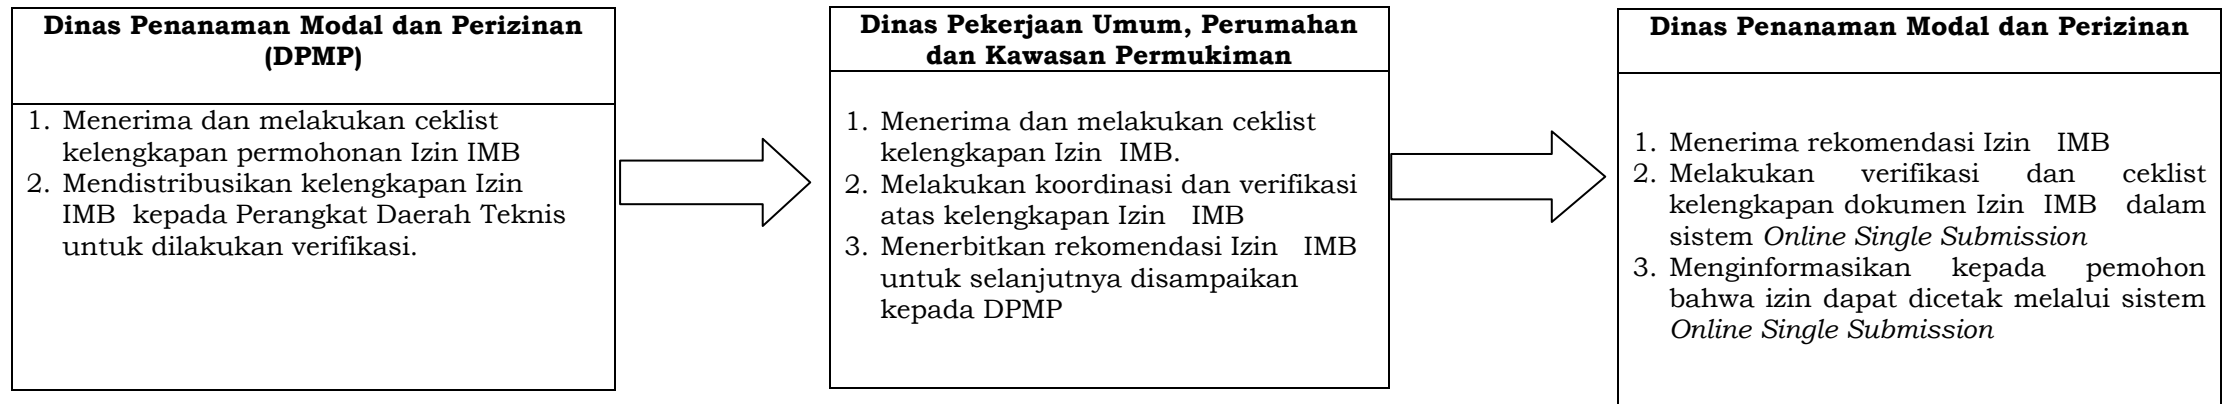 Dinas Penanaman Modal dan Perizinan
(DPMP)
1. Menerima dan melakukan ceklist
kelengkapan permohonan Izin IMB
2. Mendistribusikan kelengkapan Izin
IMB kepada Perangkat Daerah Teknis
untuk dilakukan verifikasi.
Dinas Pekerjaan Umum, Perumahan
dan Kawasan Permukiman
1. Menerima dan melakukan ceklist
kelengkapan Izin IMB.
2. Melakukan koordinasi dan verifikasi
atas kelengkapan Izin IMB
3. Menerbitkan rekomendasi Izin IMB
untuk selanjutnya disampaikan
kepada DPMP
Dinas Penanaman Modal dan Perizinan
1. Menerima rekomendasi Izin IMB
2. Melakukan verifikasi dan ceklist
kelengkapan dokumen Izin IMB dalam
sistem Online Single Submission
3. Menginformasikan kepada pemohon
bahwa izin dapat dicetak melalui sistem
Online Single Submission